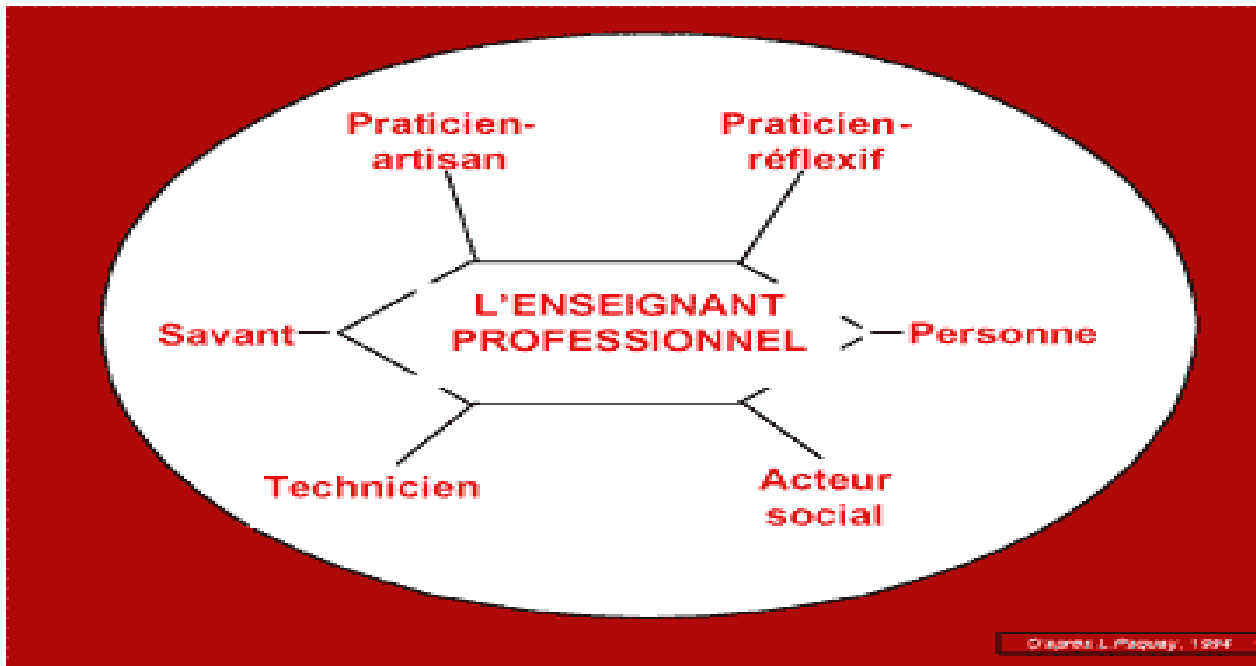 Praticien-
artisan
Praticien-
réflexif
L'ENSEIGNANT
PROFESSIONNEL
Savant
Personne
Technicien
Acteur
social
D'après L Paquay, 1994